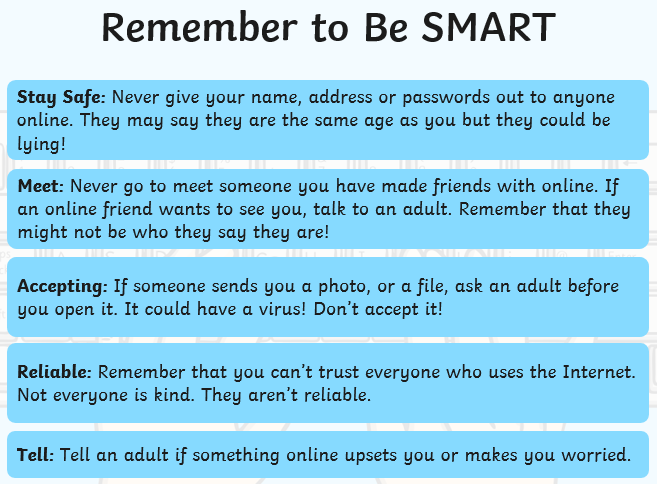 Remember to Be SMART
Stay Safe: Never give your name, address or passwords out to anyone
online. They may say they are the same age as you but they could be
lying!
Meet: Never go to meet someone you have made friends with online. If
an online friend wants to see you, talk to an adult. Remember that they
might not be who they say they are!
Accepting: If someone sends you a photo, or a file, ask an adult before
you open it. It could have a virus! Don't accept it!
Reliable: Remember that you can't trust everyone who uses the Internet.
Not everyone is kind. They aren't reliable.
Tell: Tell an adult if something online upsets you or makes you worried.